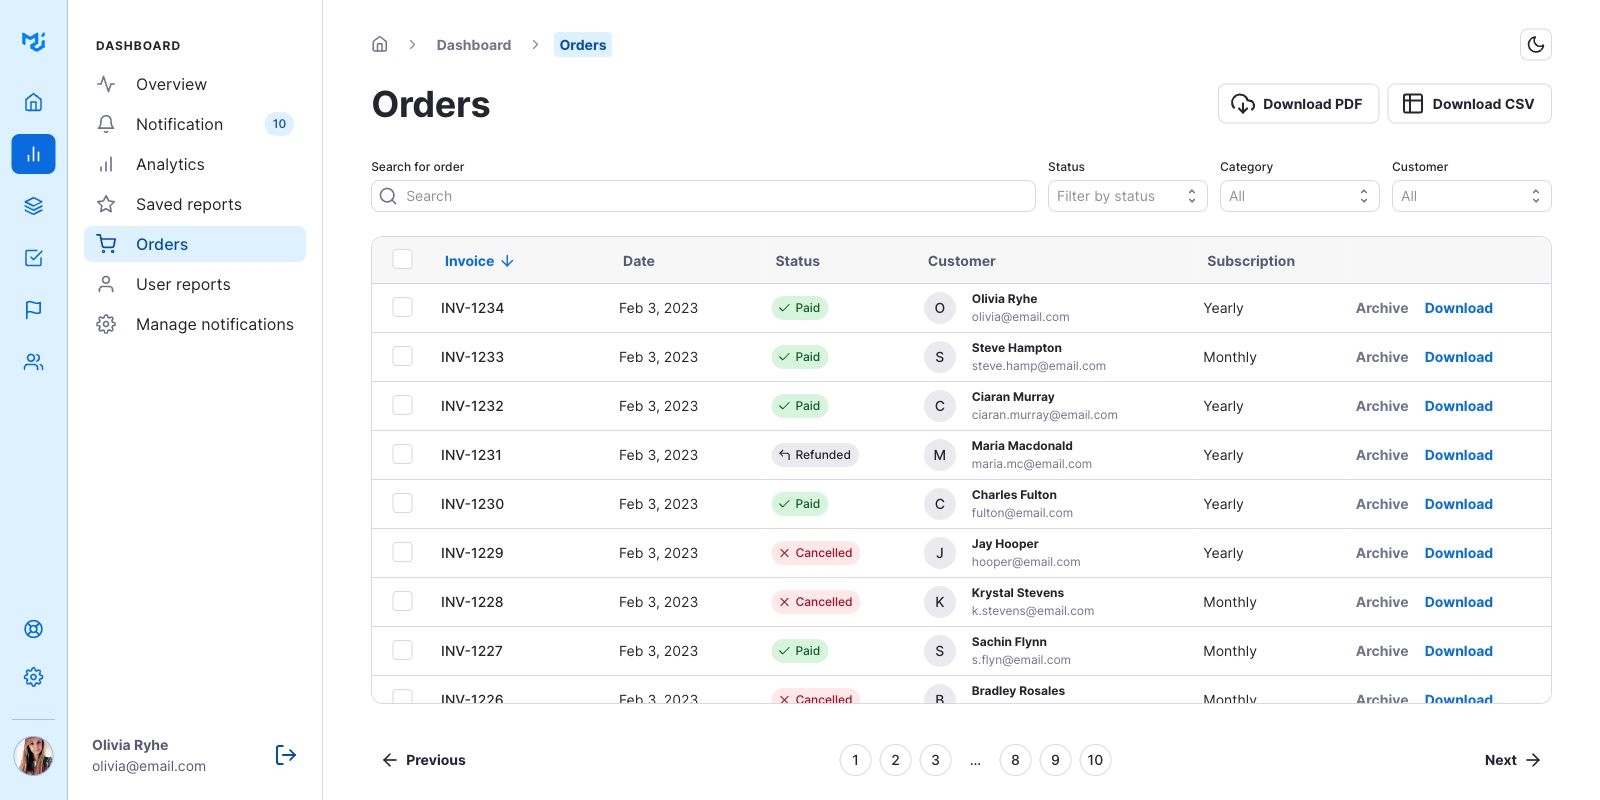 DASHBOARD
Overview
Notification 10
Analytics
Saved reports
Orders
User reports
Manage notifications
Olivia Ryhe
olivia@email.com
Dashboard Orders
Orders
Download PDF Download CSV
Search for order Status Category Customer
Search Filter by status All All
Invoice Date Status Customer Subscription
INV-1234 Feb 3, 2023 Paid O Olivia Ryhe Yearly Archive Download
olivia@email.com
INV-1233 Feb 3, 2023 Paid S Steve Hampton Monthly Archive Download
steve.hamp@email.com
INV-1232 Feb 3, 2023 Paid C Ciaran Murray Yearly Archive Download
ciaran.murray@email.com
INV-1231 Feb 3, 2023 Refunded M Maria Macdonald Yearly Archive Download
maria.mc@email.com
INV-1230 Feb 3, 2023 Paid C Charles Fulton Yearly Archive Download
fulton@email.com
INV-1229 Feb 3, 2023 Cancelled J Jay Hooper Yearly Archive Download
hooper@email.com
INV-1228 Feb 3, 2023 Cancelled K Krystal Stevens Monthly Archive Download
k.stevens@email.com
INV-1227 Feb 3, 2023 Paid S Sachin Flynn Monthly Archive Download
s.flyn@email.com
INV-1226 Feb 3, 2023 Cancelled B Bradley Rosales Monthly Archive Download
Previous 1 2 3 ... 8 9 10 Next